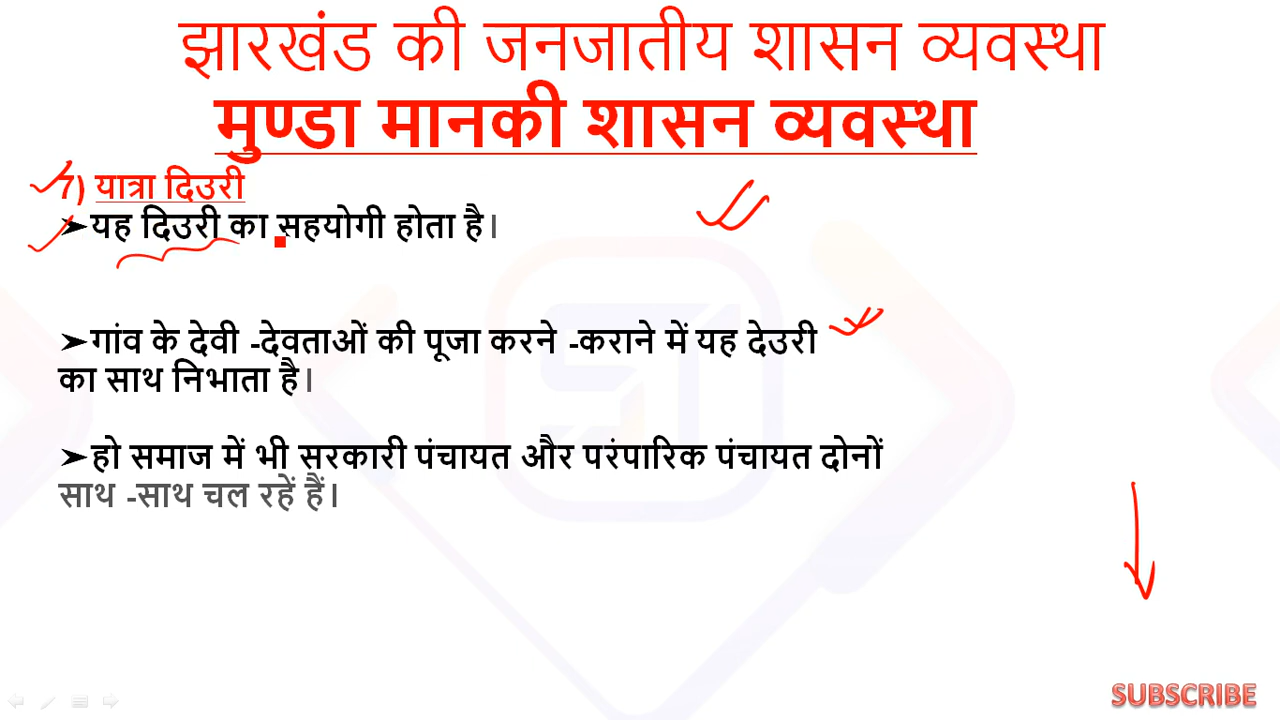 झारखंड की जनजातीय शासन व्यवस्था
मुण्डा मानकी शासन व्यवस्था
7) यात्रा दिउरी
➤यह दिउरी का सहयोगी होता है।
➤गांव के देवी -देवताओं की पूजा करने -कराने में यह देउरी
का साथ निभाता है।
➤हो समाज में भी सरकारी पंचायत और परंपारिक पंचायत दोनों
साथ -साथ चल रहें हैं।
SUBSCRIBE